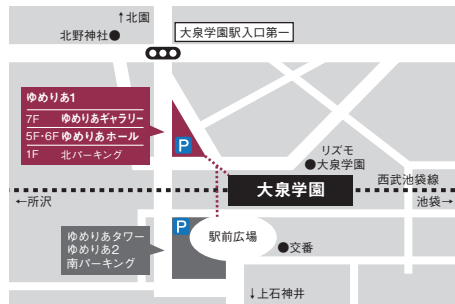 ↑北園
北野神社●
大泉学園駅入口第一
ゆめりあ1
7F ゆめりあギャラリー
5F・6F ゆめりあホール
1F 北パーキング
P
リズモ
●大泉学園
西武池袋線
大泉学園
←所沢
池袋→
P
ゆめりあタワー
ゆめりあ2
南パーキング
駅前広場
●交番
↓上石神井